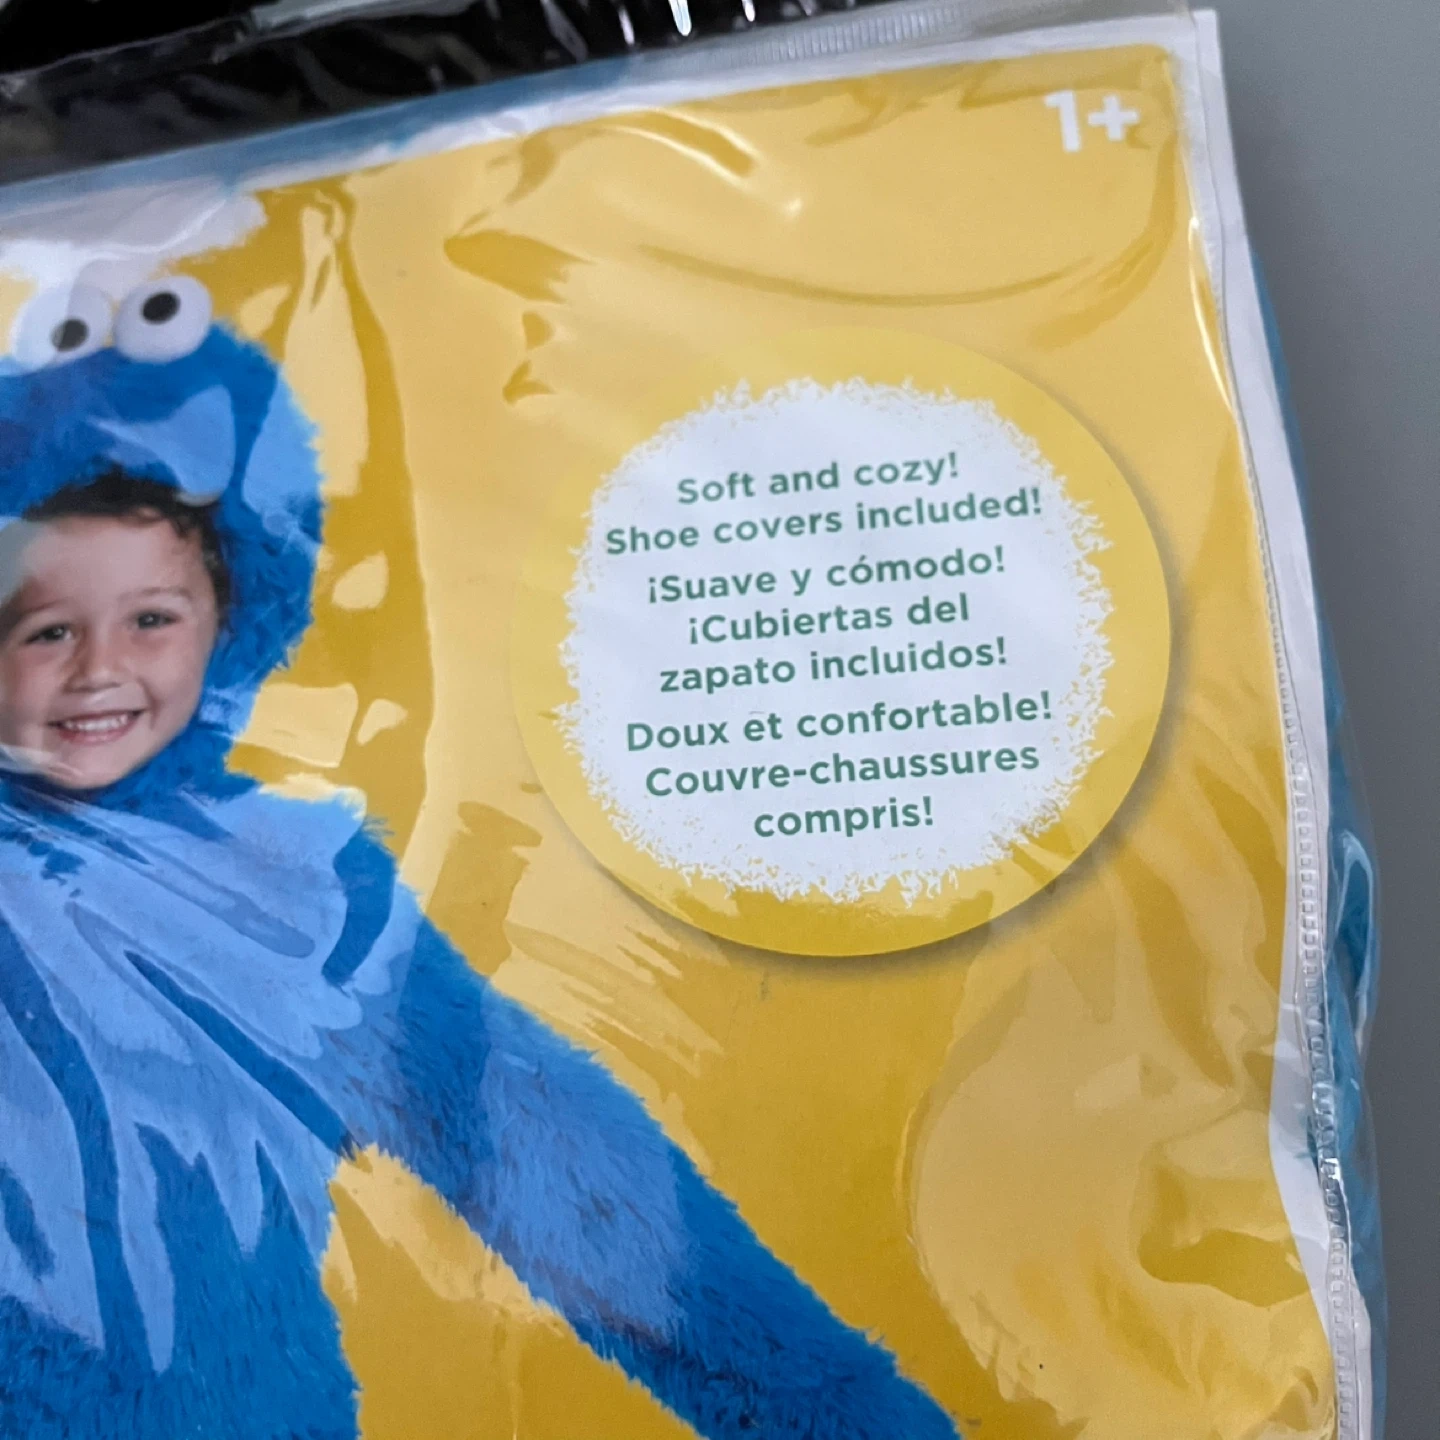 1+
Soft and cozy!
Shoe covers included!
¡Suave y cómodo!
¡Cubiertas del
zapato incluidos!
Doux et confortable!
Couvre-chaussures
compris!